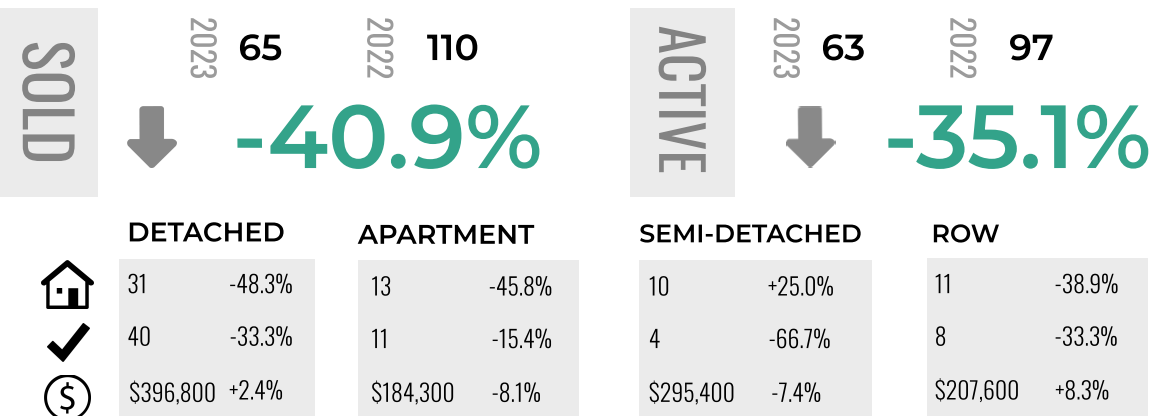 SOLD
2023 65 2022 110
-40.9%
ACTIVE
2023 63 2022 97
-35.1%
DETACHED APARTMENT SEMI-DETACHED ROW
31 -48.3% 13 -45.8% 10 +25.0% 11 -38.9%
40 -33.3% 11 -15.4% 4 -66.7% 8 -33.3%
$ $396,800 +2.4% $184,300 -8.1% $295,400 -7.4% $207,600 +8.3%